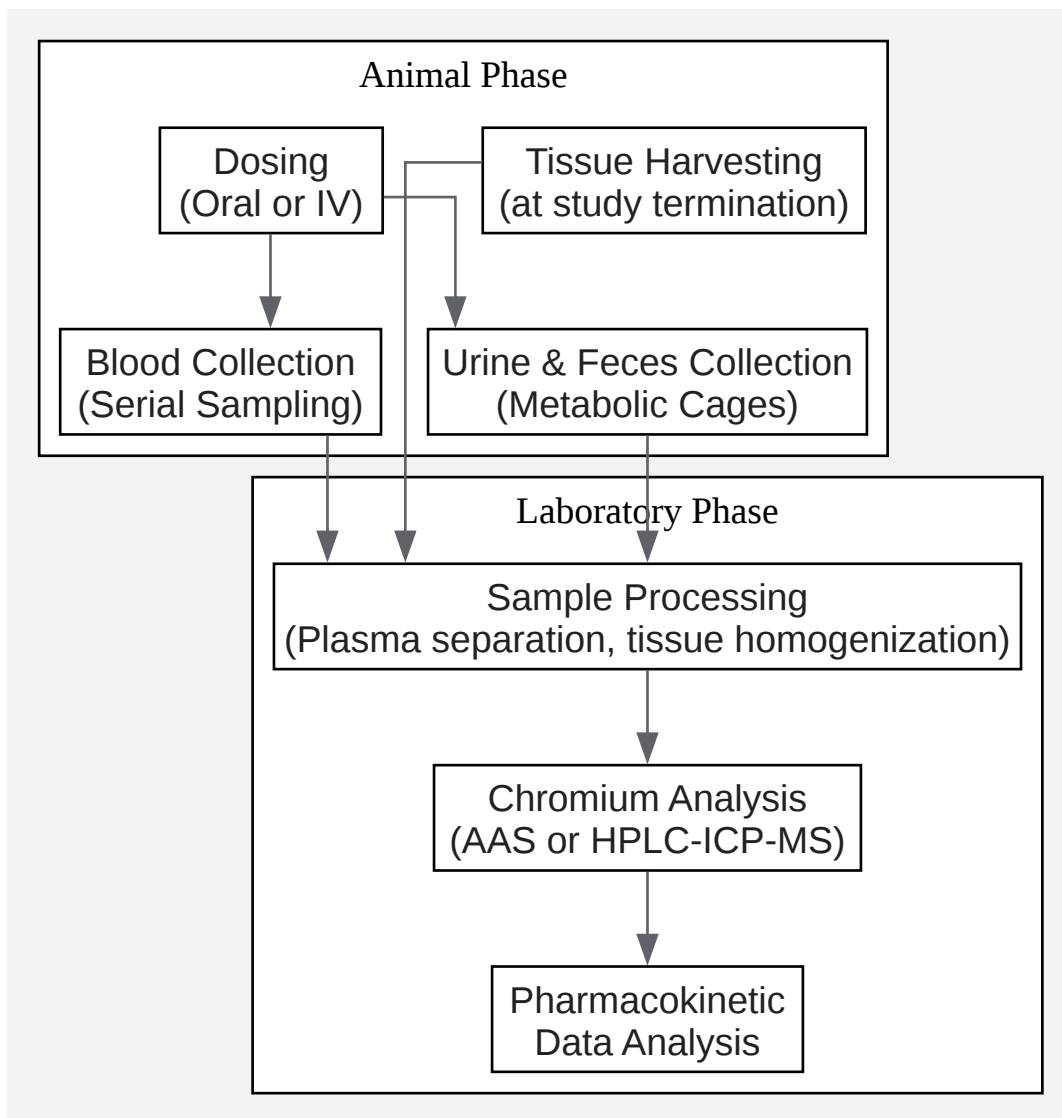 Animal Phase
Dosing
(Oral or IV)
Tissue Harvesting
(at study termination)
Blood Collection
(Serial Sampling)
Urine & Feces Collection
(Metabolic Cages)
Laboratory Phase
Sample Processing
(Plasma separation, tissue homogenization)
Chromium Analysis
(AAS or HPLC-ICP-MS)
Pharmacokinetic
Data Analysis